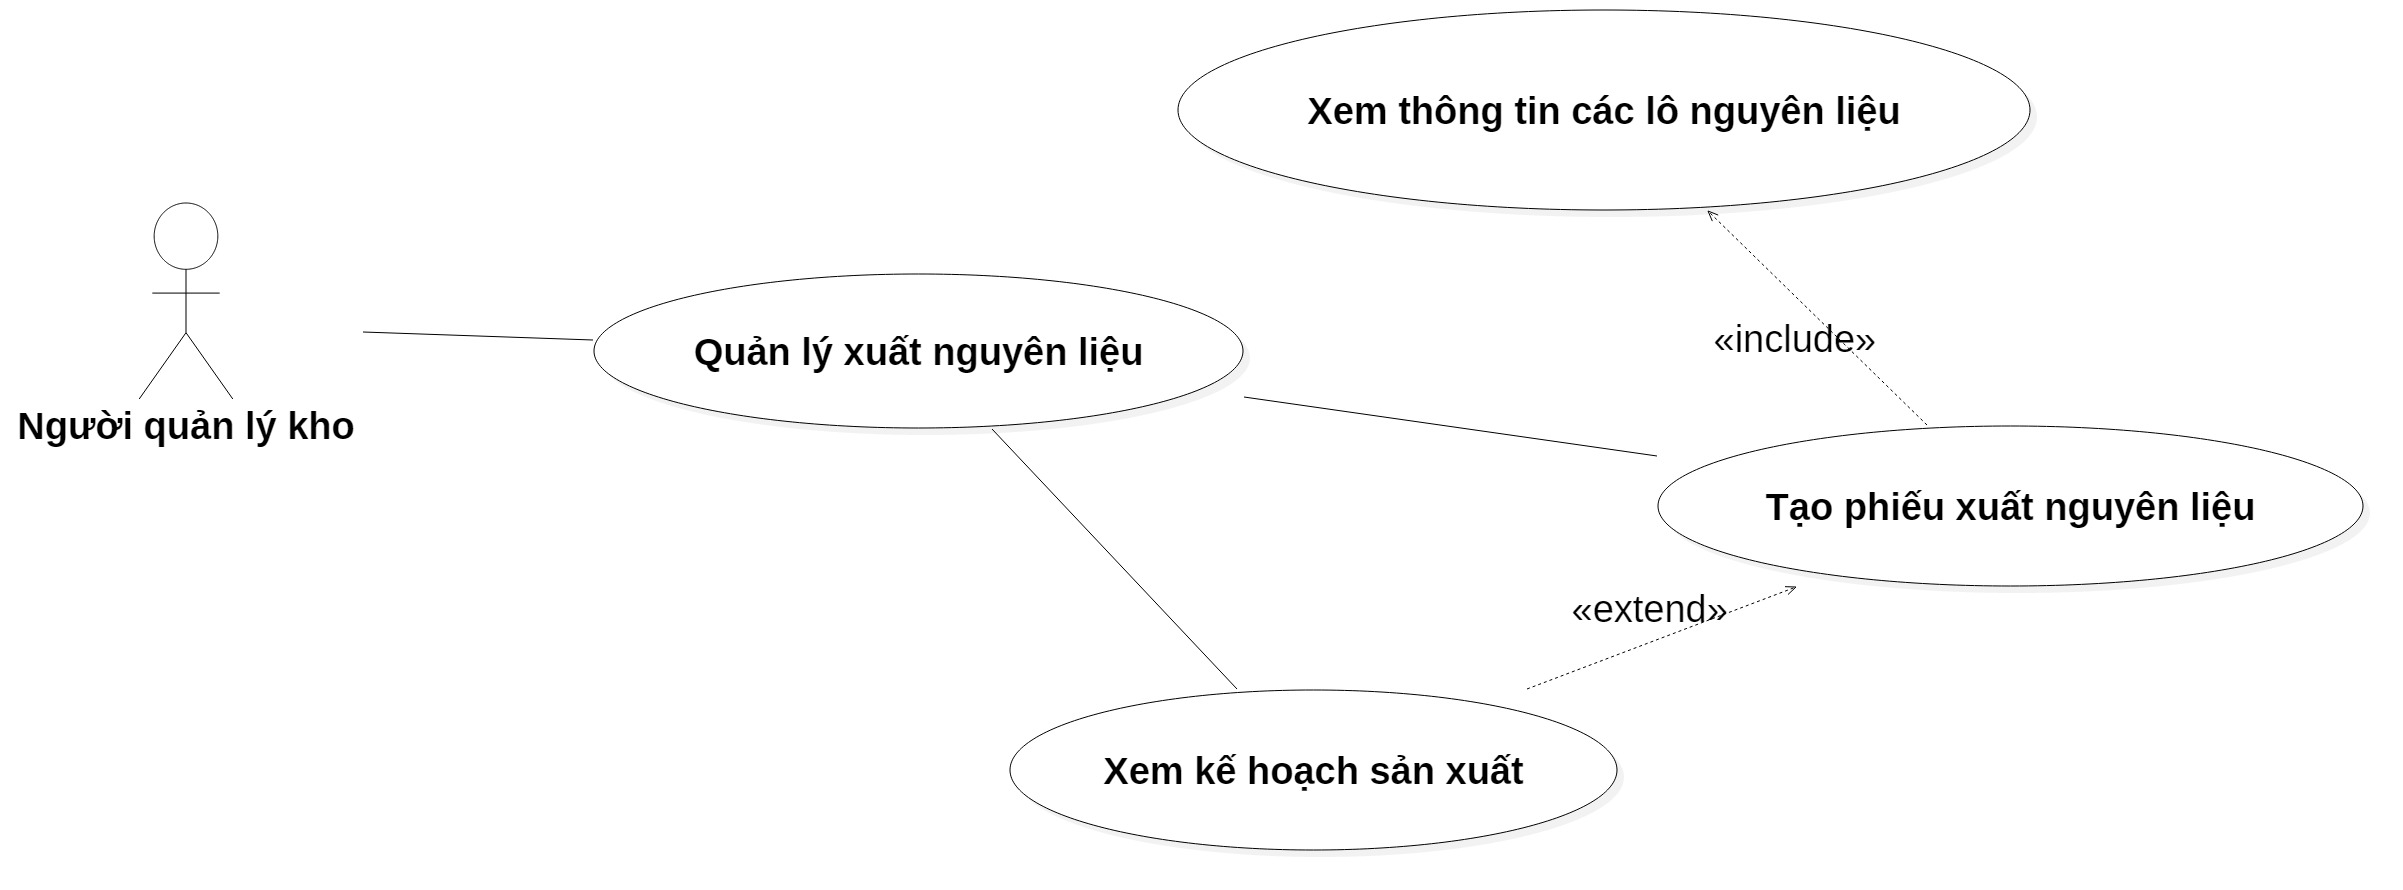 Xem thông tin các lô nguyên liệu
«include»
Quản lý xuất nguyên liệu
Người quản lý kho
Tạo phiếu xuất nguyên liệu
«extend»
Xem kế hoạch sản xuất